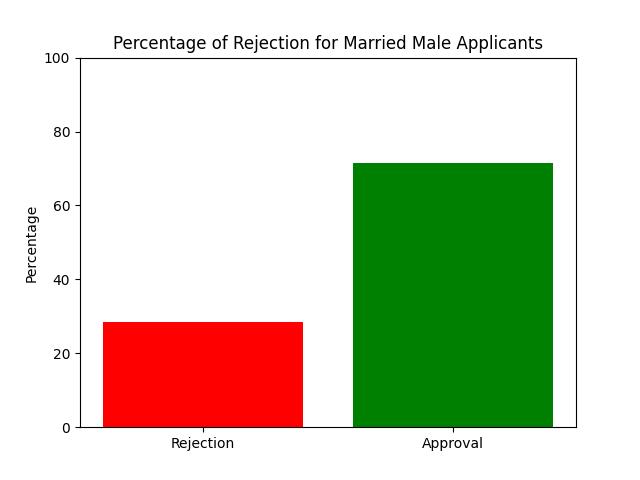 Percentage of Rejection for Married Male Applicants
100
80
60
40
20
0
Percentage
Rejection
Approval